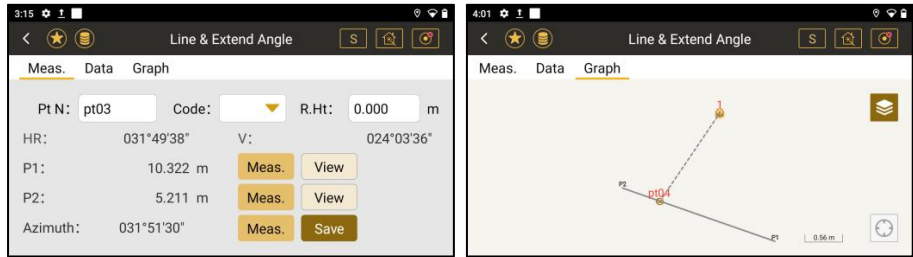 3:15
Line & Extend Angle
S
Meas. Data Graph
Pt N: pt03 Code: R.Ht: 0.000 m
HR: 031°49'38" V: 024°03'36"
P1: 10.322 m Meas. View
P2: 5.211 m Meas. View
Azimuth: 031°51'30" Meas. Save
4:01
Line & Extend Angle
S
Meas. Data Graph
1
P2
pt04
P1
0.56 m